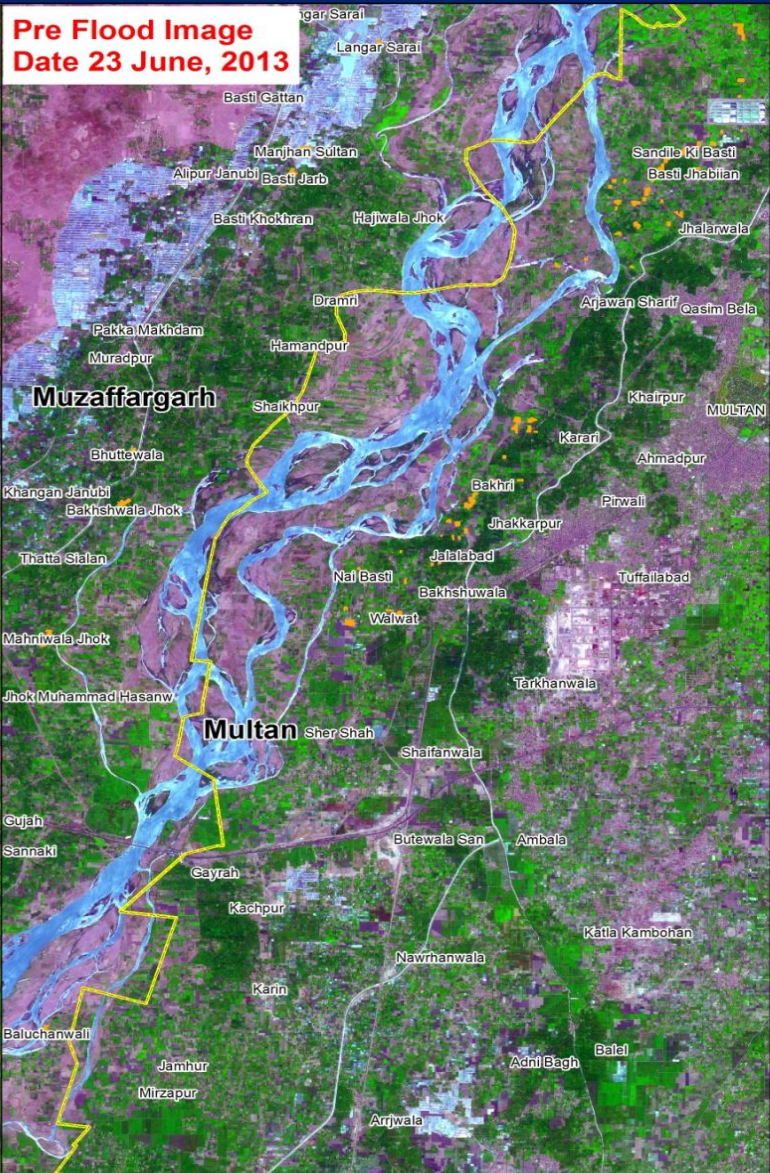 Pre Flood Image
Date 23 June, 2013
ngar Sarai
Langar Sarai
Basti Gattan
Manjhan Sultan
Sandile Ki Basti
Alipur Janubi
Basti Jarb
Basti Jhabiian
Basti Khokhran
Hajiwala Jhok
Jhalarwala
Dramri
Arjawan Sharif
Qasim Bela
Pakka Makhdam
Hamandpur
Muradpur
Muzaffargarh
Shaikhpur
Khairpur
MULTAN
Karari
Bhuttewala
Ahmadpur
Khangan Janubi
Bakhri
Bakhshwala Jhok
Pirwali
Jhakkarpur
Thatta Sialan
Jalalabad
Nai Basti
Tuffailabad
Bakhshuwala
Walwat
Mahniwala Jhok
Tarkhanwala
Jhok Muhammad Hasanw
Multan
Sher Shah
Shaifanwala
Gujah
Butewala San
Ambala
Sannaki
Gayrah
Kachpur
Katla Kambohan
Nawrhanwala
Karin
Baluchanwali
Balel
Jamhur
Adni Bagh
Mirzapur
Arrjwala